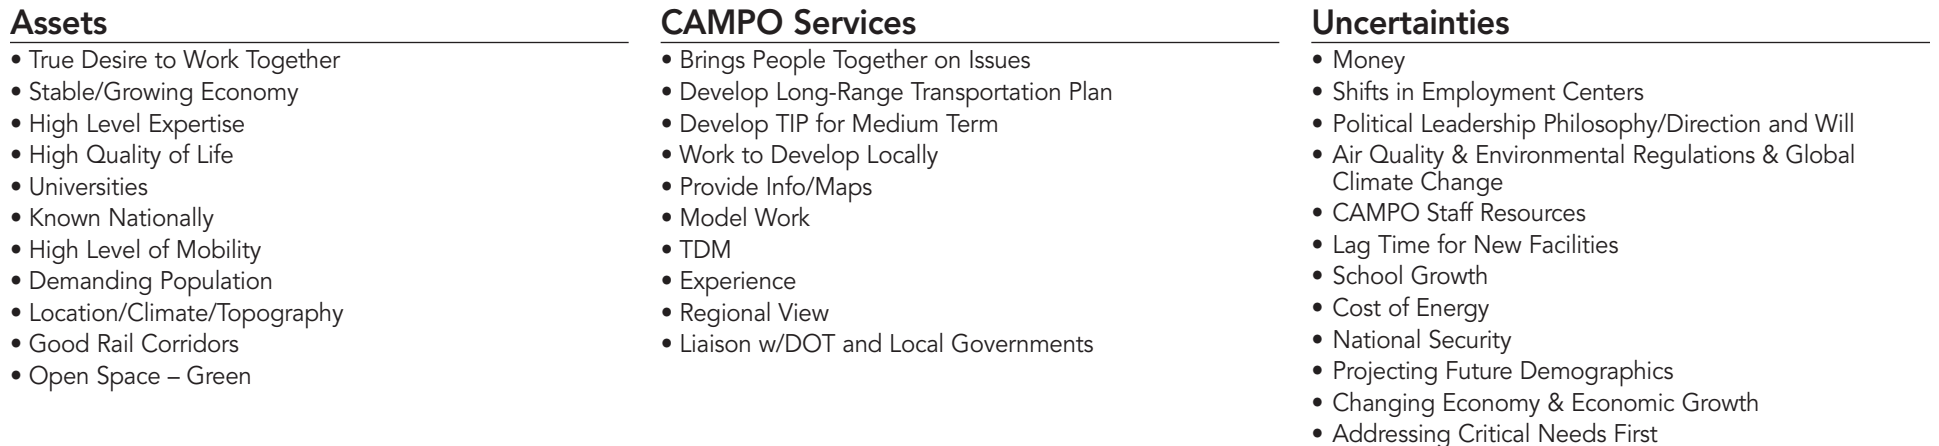 Assets
• True Desire to Work Together
• Stable/Growing Economy
• High Level Expertise
• High Quality of Life
• Universities
• Known Nationally
• High Level of Mobility
• Demanding Population
• Location/Climate/Topography
• Good Rail Corridors
• Open Space – Green
CAMPO Services
• Brings People Together on Issues
• Develop Long-Range Transportation Plan
• Develop TIP for Medium Term
• Work to Develop Locally
• Provide Info/Maps
• Model Work
• TDM
• Experience
• Regional View
• Liaison w/DOT and Local Governments
Uncertainties
• Money
• Shifts in Employment Centers
• Political Leadership Philosophy/Direction and Will
• Air Quality & Environmental Regulations & Global
Climate Change
• CAMPO Staff Resources
• Lag Time for New Facilities
• School Growth
• Cost of Energy
• National Security
• Projecting Future Demographics
• Changing Economy & Economic Growth
• Addressing Critical Needs First